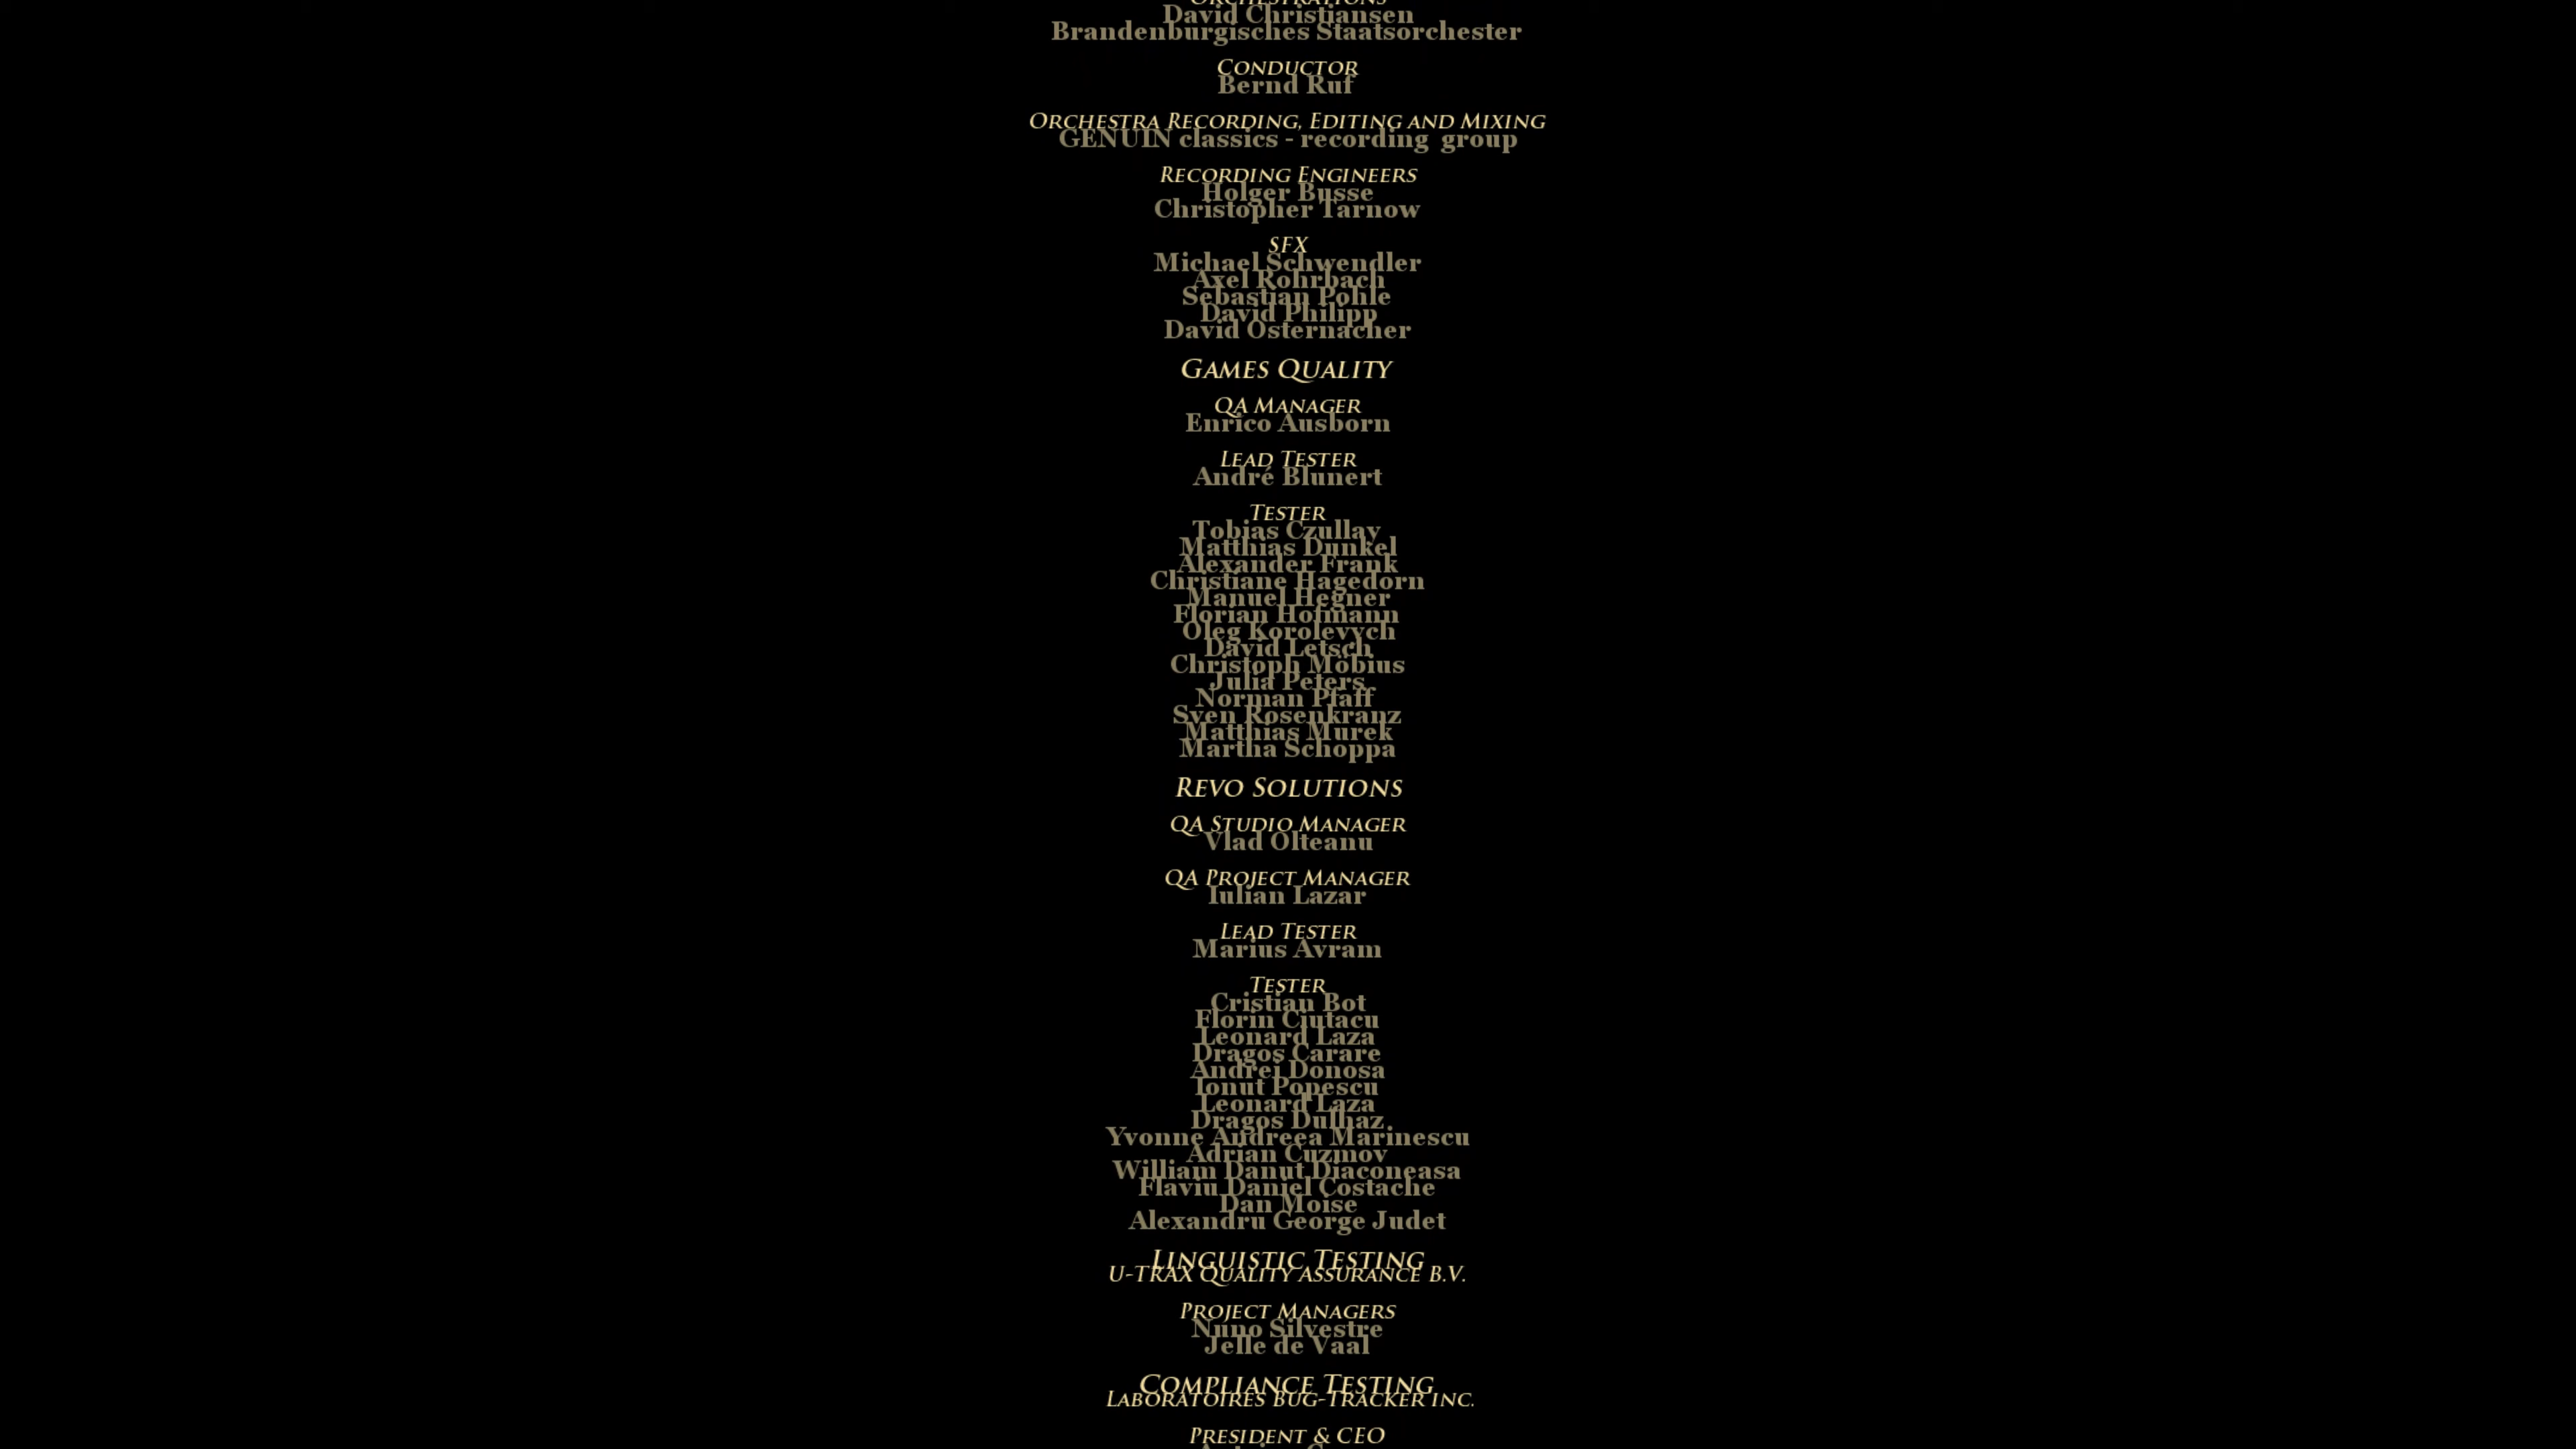 Orchestrations
David Christiansen
Brandenburgisches Staatsorchester
Conductor
Bernd Ruf
Orchestra Recording, Editing and Mixing
GENUIN classics - recording  group
Recording Engineers
Holger Busse
Christopher Tarnow
SFX
Michael Schwendler
Axel Rohrbach
Sebastian Pohle
David Philipp
David Osternacher
Games Quality
QA Manager
Enrico Ausborn
Lead Tester
André Blunert
Tester
Tobias Czullay
Matthias Dunkel
Alexander Frank
Christiane Hagedorn
Manuel Hegner
Florian Hofmann
Oleg Korolevych
David Letsch
Christoph Möbius
Julia Peters
Norman Pfaff
Sven Rosenkranz
Matthias Murek
Martha Schoppa
Revo Solutions
QA Studio Manager
Vlad Olteanu
QA Project Manager
Iulian Lazar
Lead Tester
Marius Avram
Tester
Cristian Bot
Florin Ciutacu
Leonard Laza
Dragos Carare
Andrei Donosa
Ionut Popescu
Leonard Laza
Dragos Dulhaz
Yvonne Andreea Marinescu
Adrian Cuzmov
William Danut Diaconeasa
Flaviu Daniel Costache
Dan Moise
Alexandru George Judet
Linguistic Testing
U-TRAX Quality Assurance B.V.
Project Managers
Nuno Silvestre
Jelle de Vaal
Compliance Testing
Laboratoires Bug-Tracker inc.
President & CEO